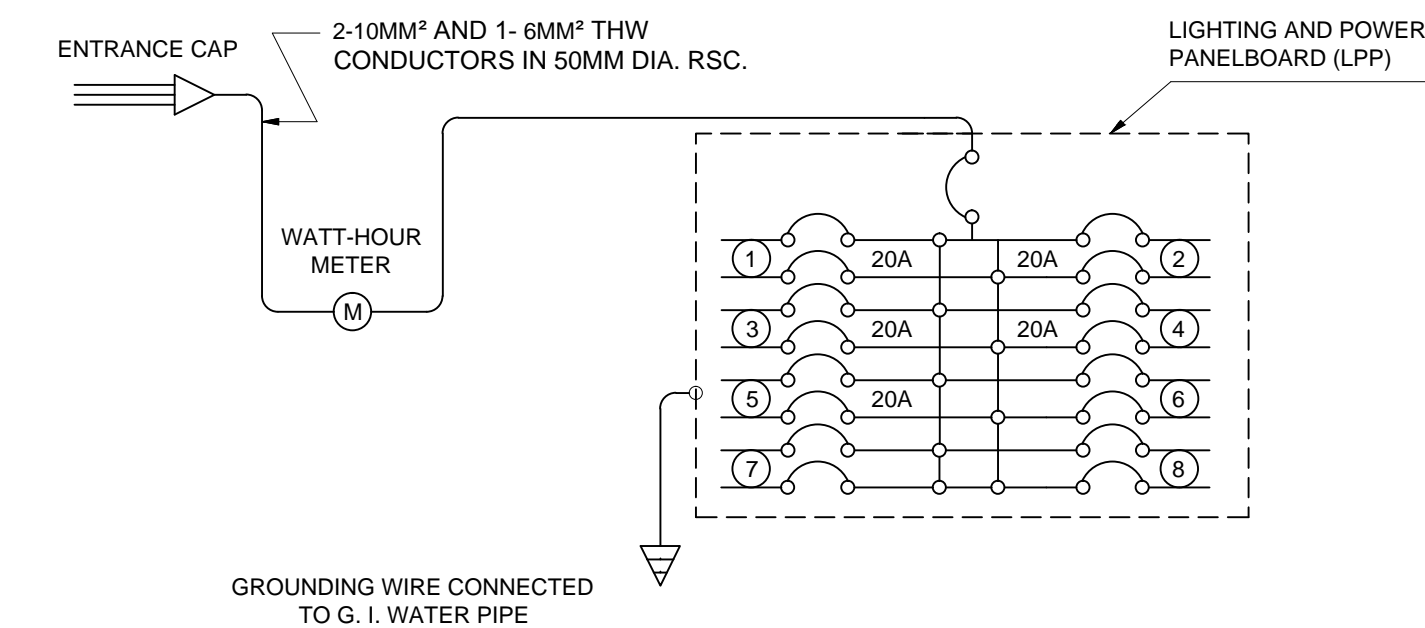 ENTRANCE CAP
2-10MM² AND 1- 6MM² THW
CONDUCTORS IN 50MM DIA. RSC.
LIGHTING AND POWER
PANELBOARD (LPP)
WATT-HOUR
METER
M
1 20A 20A 2
3 20A 20A 4
5 20A 6
7 8
GROUNDING WIRE CONNECTED
TO G. I. WATER PIPE